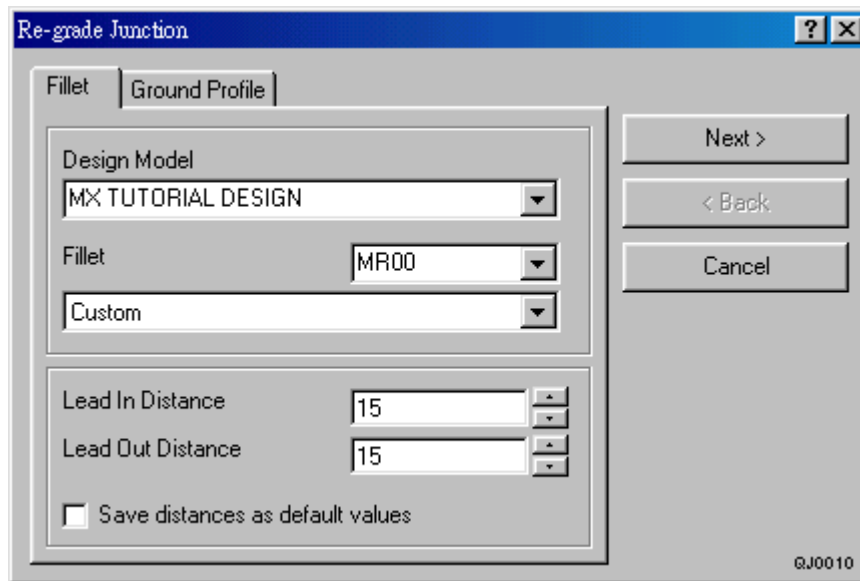 Re-grade Junction
Fillet
Ground Profile
Design Model
MX TUTORIAL DESIGN
Fillet
MR00
Custom
Lead In Distance
15
Lead Out Distance
15
Save distances as default values
Next >
< Back
Cancel
QJ0010